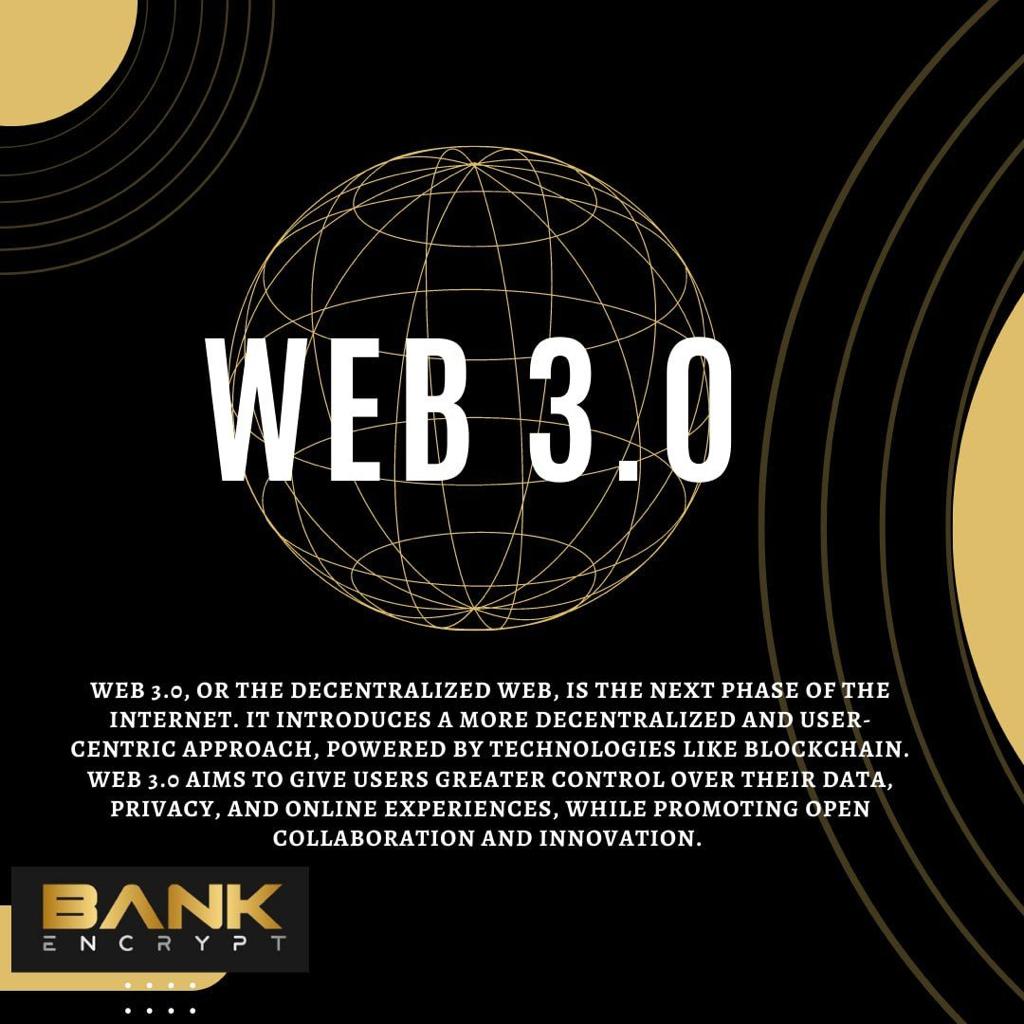 WEB 3.0
WEB 3.0, OR THE DECENTRALIZED WEB, IS THE NEXT PHASE OF THE
INTERNET. IT INTRODUCES A MORE DECENTRALIZED AND USER-
CENTRIC APPROACH, POWERED BY TECHNOLOGIES LIKE BLOCKCHAIN.
WEB 3.0 AIMS TO GIVE USERS GREATER CONTROL OVER THEIR DATA,
PRIVACY, AND ONLINE EXPERIENCES, WHILE PROMOTING OPEN
COLLABORATION AND INNOVATION.
BANK
ENCRYPT